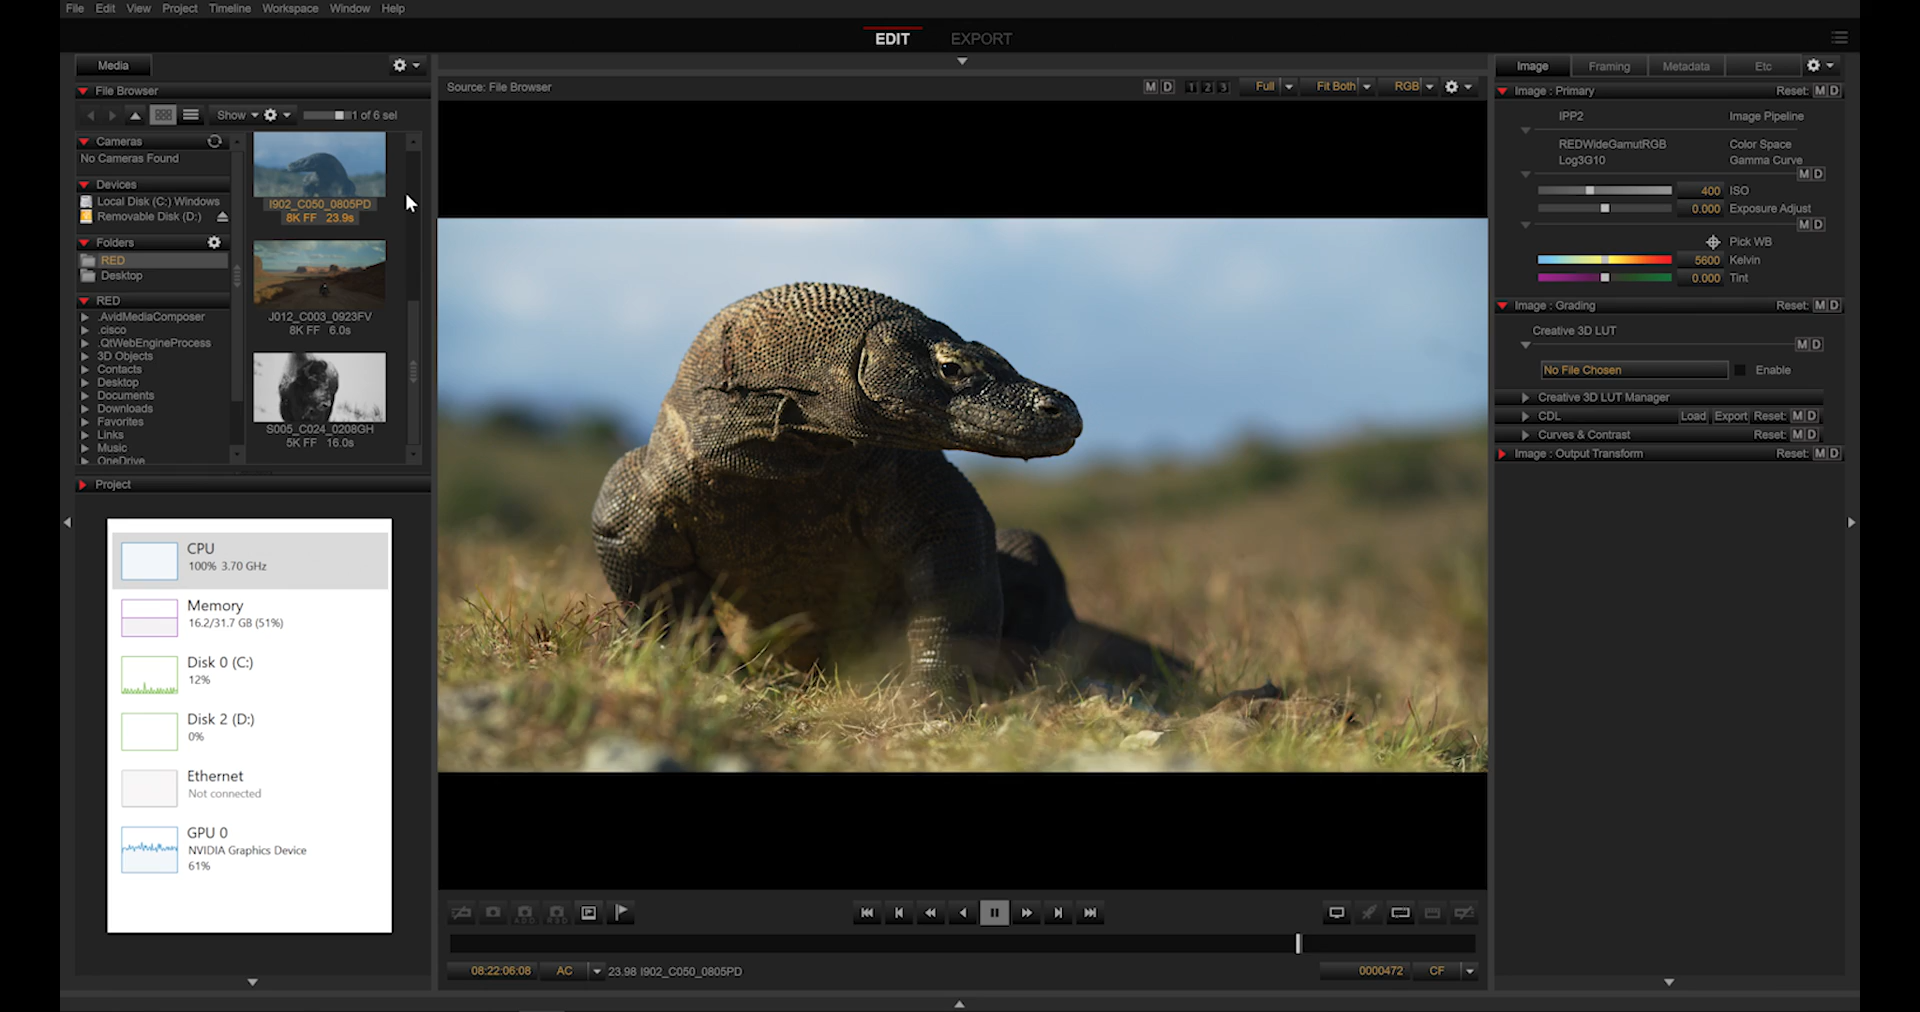 File Edit View Project Timeline Workspace Window Help
EDIT EXPORT
Media
File Browser
Show 1 of 6 sel
Cameras
No Cameras Found
Devices
Local Disk (C:) Windows
Removable Disk (D:)
Folders
RED
Desktop
RED
.AvidMediaComposer
.cisco
.QtWebEngineProcess
3D Objects
Contacts
Desktop
Documents
Downloads
Favorites
Links
Music
OneDrive
I902_C050_0805PD
8K FF 23.9s
J012_C003_0923FV
8K FF 6.0s
S005_C024_0208GH
5K FF 16.0s
Project
CPU
100% 3.70 GHz
Memory
16.2/31.7 GB (51%)
Disk 0 (C:)
12%
Disk 2 (D:)
0%
Ethernet
Not connected
GPU 0
NVIDIA Graphics Device
61%
Source: File Browser
M D 1 2 3 Full Fit Both RGB
08:22:06:08 AC 23.98 I902_C050_0805PD
0000472 CF
Image Framing Metadata Etc
Image : Primary Reset: M D
IPP2 Image Pipeline
REDWideGamutRGB Color Space
Log3G10 Gamma Curve
M D
400 ISO
0.000 Exposure Adjust
M D
Pick WB
5600 Kelvin
0.000 Tint
Image : Grading Reset: M D
Creative 3D LUT
M D
No File Chosen Enable
Creative 3D LUT Manager
CDL Load Export Reset: M D
Curves & Contrast Reset: M D
Image : Output Transform Reset: M D